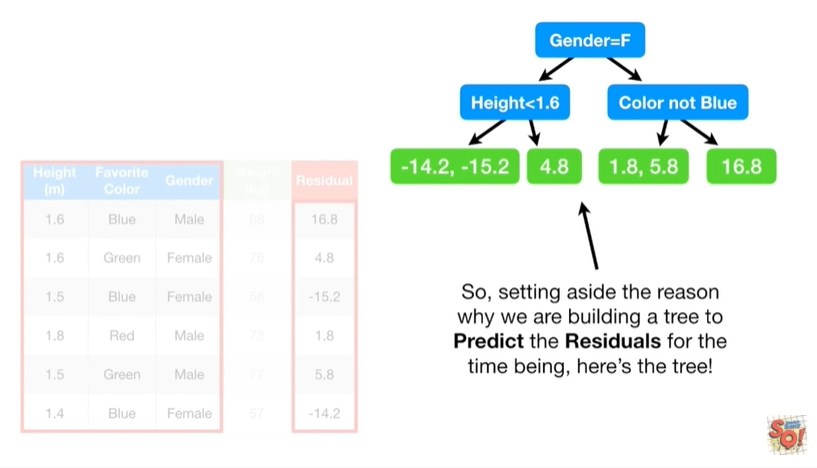 Gender=F
Height<1.6 Color not Blue
-14.2, -15.2 4.8 1.8, 5.8 16.8
Height (m) Favorite Color Gender Weight Residual
1.6 Blue Male 88 16.8
1.6 Green Female 76 4.8
1.5 Blue Female 56 -15.2
1.8 Red Male 73 1.8
1.5 Green Male 77 5.8
1.4 Blue Female 57 -14.2
So, setting aside the reason
why we are building a tree to
Predict the Residuals for the
time being, here's the tree!
SQ!